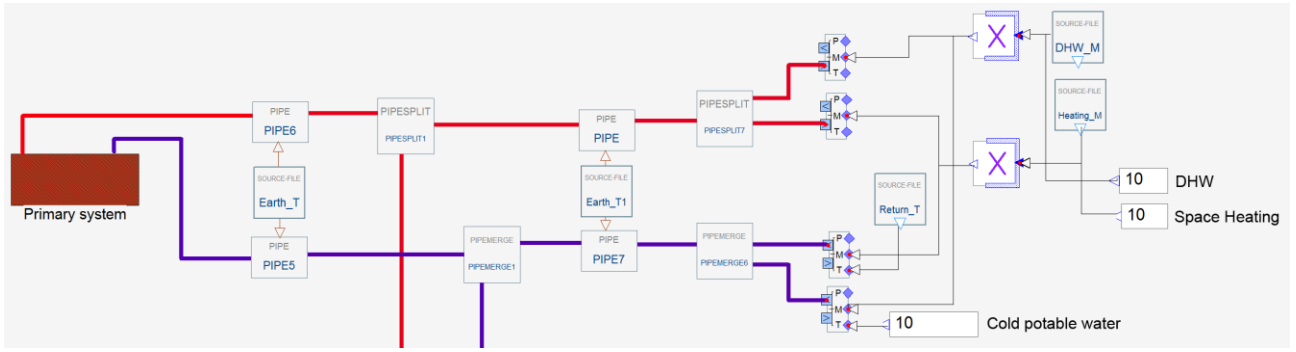 SOURCE-FILE
DHW_M
P
M
T
X
PIPE
PIPE6
PIPESPLIT
PIPESPLIT1
PIPE
PIPE
PIPESPLIT
PIPESPLIT7
P
M
T
SOURCE-FILE
Heating_M
Primary system
SOURCE-FILE
Earth_T
SOURCE-FILE
Earth_T1
SOURCE-FILE
Return_T
X
10 DHW
10 Space Heating
PIPE
PIPE5
PIPEMERGE
PIPEMERGE1
PIPE
PIPE7
PIPEMERGE
PIPEMERGE6
P
M
T
P
M
T
10 Cold potable water